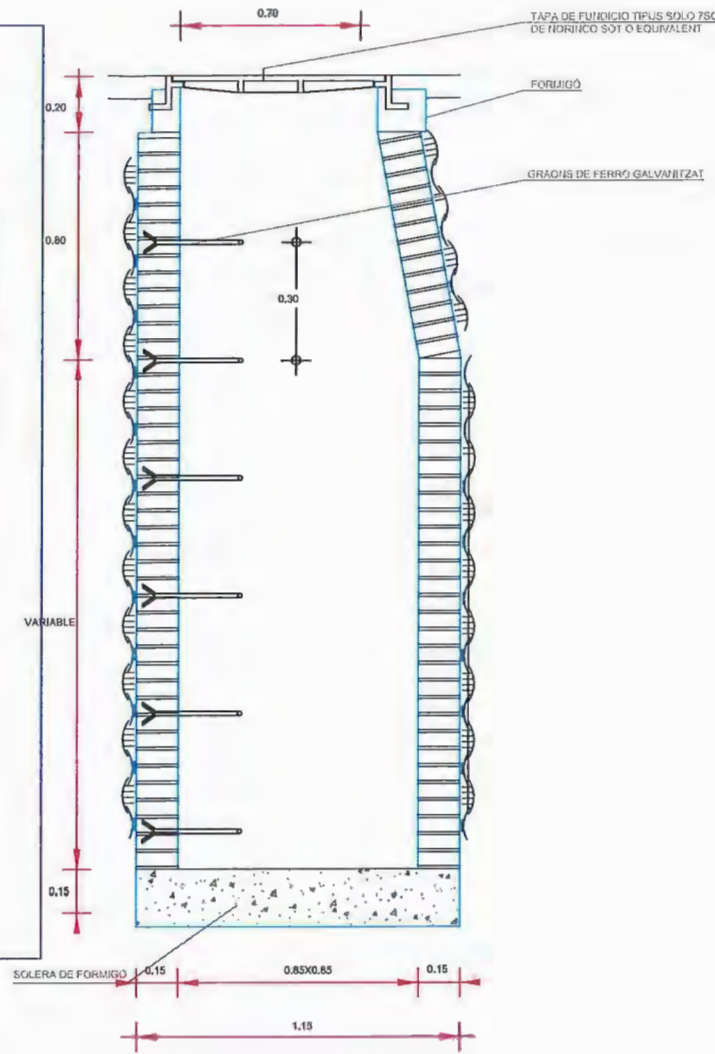 0.70
TAPA DE FUNDICIO TIPUS SOLO 7SC
DE NORINCO SOT O EQUIVALENT
0.20
FORMIGÓ
GRAONS DE FERRO GALVANITZAT
0.80
0.30
VARIABLE
0.15
SOLERA DE FORMIGÓ
0.15
0.85X0.85
0.15
1.15